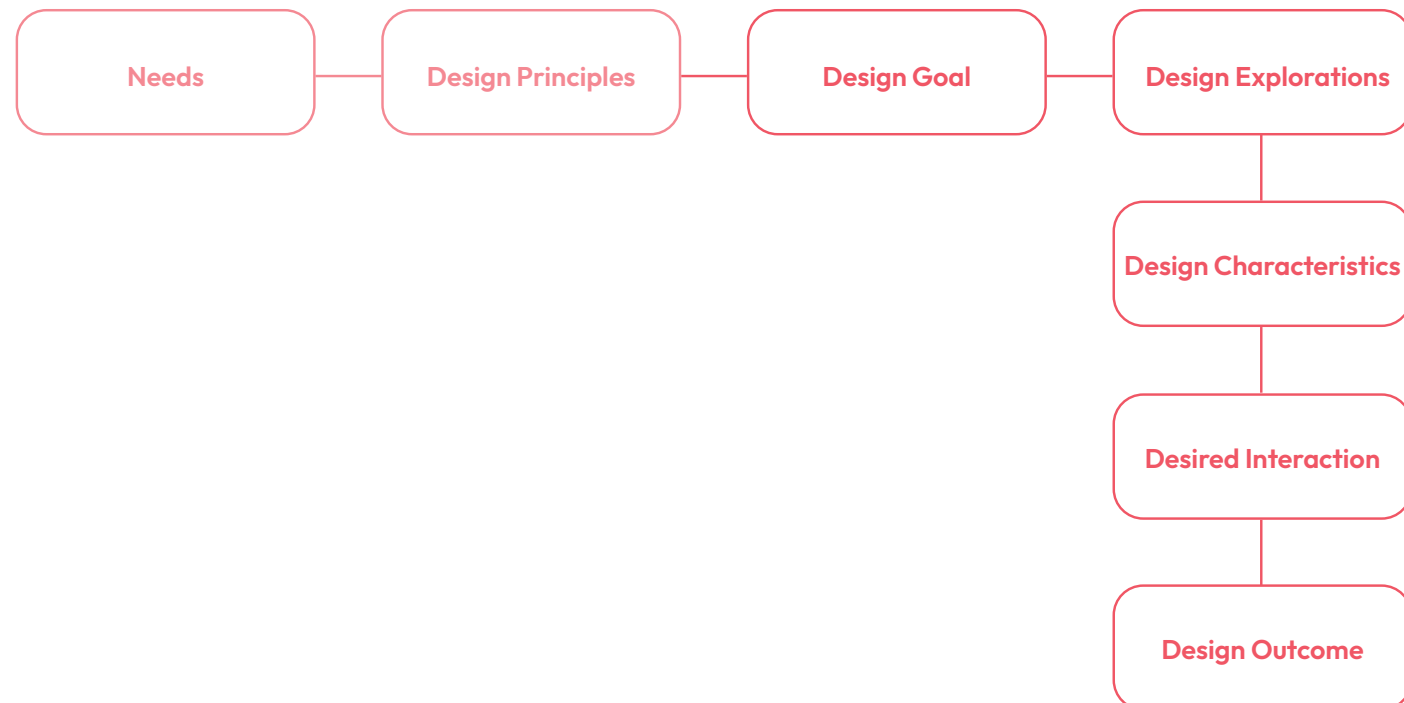 Needs
Design Principles
Design Goal
Design Explorations
Design Characteristics
Desired Interaction
Design Outcome